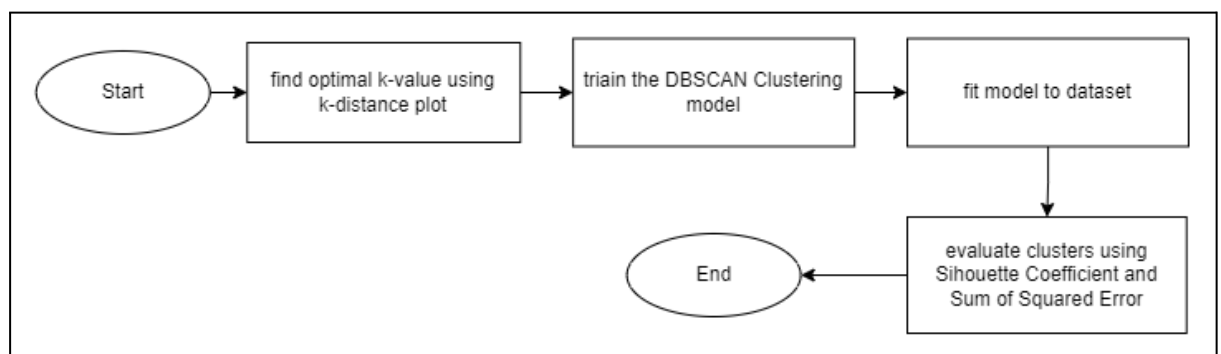 Start
find optimal k-value using
k-distance plot
triain the DBSCAN Clustering
model
fit model to dataset
evaluate clusters using
Sihouette Coefficient and
Sum of Squared Error
End